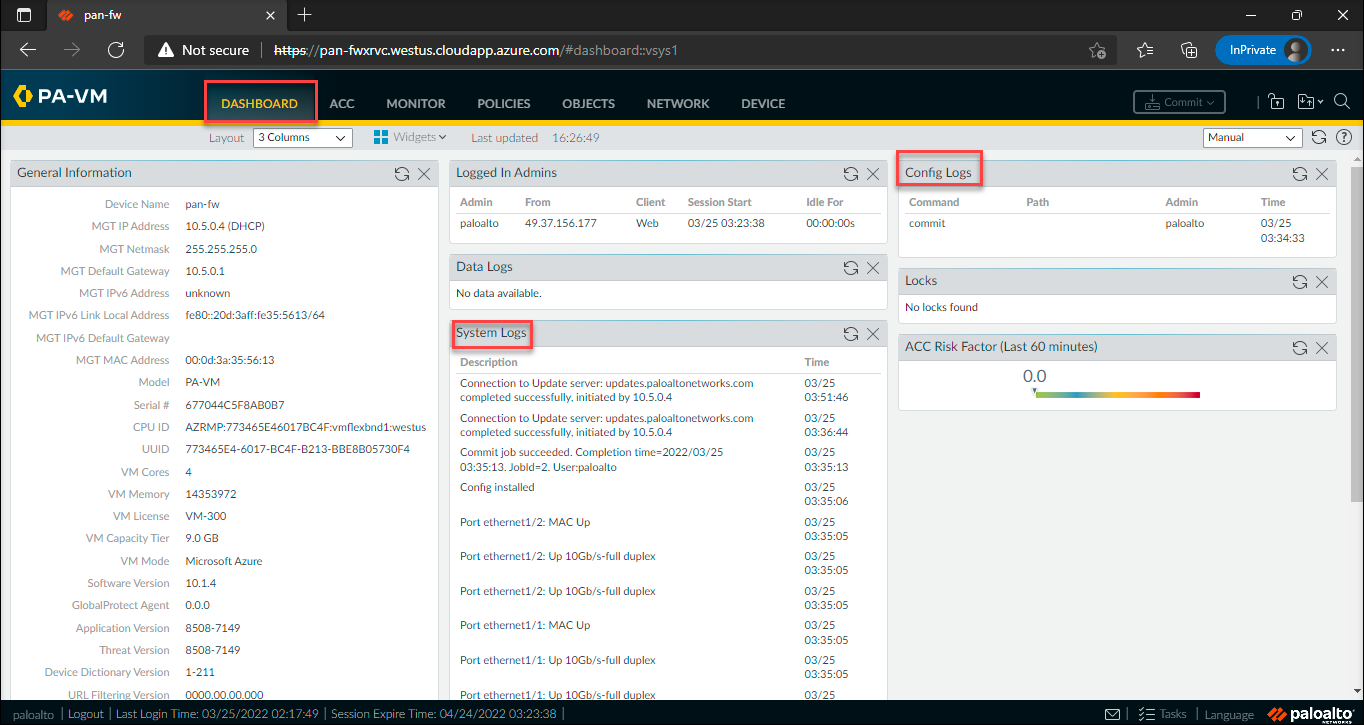 pan-fw
Not secure
https://pan-fwxrvc.westus.cloudapp.azure.com/#dashboard::vsys1
InPrivate
PA-VM
DASHBOARD
ACC
MONITOR
POLICIES
OBJECTS
NETWORK
DEVICE
Commit
Layout
3 Columns
Widgets
Last updated
16:26:49
Manual
General Information
Device Name pan-fw
MGT IP Address 10.5.0.4 (DHCP)
MGT Netmask 255.255.255.0
MGT Default Gateway 10.5.0.1
MGT IPv6 Address unknown
MGT IPv6 Link Local Address fe80::20d:3aff:fe35:5613/64
MGT IPv6 Default Gateway
MGT MAC Address 00:0d:3a:35:56:13
Model PA-VM
Serial # 677044C5F8AB0B7
CPU ID AZRMP:773465E46017BC4F:vmflexbnd1:westus
UUID 773465E4-6017-BC4F-B213-BBE8B05730F4
VM Cores 4
VM Memory 14353972
VM License VM-300
VM Capacity Tier 9.0 GB
VM Mode Microsoft Azure
Software Version 10.1.4
GlobalProtect Agent 0.0.0
Application Version 8508-7149
Threat Version 8508-7149
Device Dictionary Version 1-211
URL Filtering Version 0000.00.00.000
Logged In Admins
Admin From Client Session Start Idle For
paloalto 49.37.156.177 Web 03/25 03:23:38 00:00:00s
Data Logs
No data available.
System Logs
Description Time
Connection to Update server: updates.paloaltonetworks.com 03/25
completed successfully, initiated by 10.5.0.4 03:51:46
Connection to Update server: updates.paloaltonetworks.com 03/25
completed successfully, initiated by 10.5.0.4 03:36:44
Commit job succeeded. Completion time=2022/03/25 03/25
03:35:13. JobId=2. User:paloalto 03:35:13
Config installed 03/25
03:35:06
Port ethernet1/2: MAC Up 03/25
03:35:05
Port ethernet1/2: Up 10Gb/s-full duplex 03/25
03:35:05
Port ethernet1/2: Up 10Gb/s-full duplex 03/25
03:35:05
Port ethernet1/1: MAC Up 03/25
03:35:05
Port ethernet1/1: Up 10Gb/s-full duplex 03/25
03:35:05
Port ethernet1/1: Up 10Gb/s-full duplex 03/25
Config Logs
Command Path Admin Time
commit paloalto 03/25
03:34:33
Locks
No locks found
ACC Risk Factor (Last 60 minutes)
0.0
paloalto | Logout | Last Login Time: 03/25/2022 02:17:49 | Session Expire Time: 04/24/2022 03:23:38 |
Tasks | Language
paloalto
NETWORKS